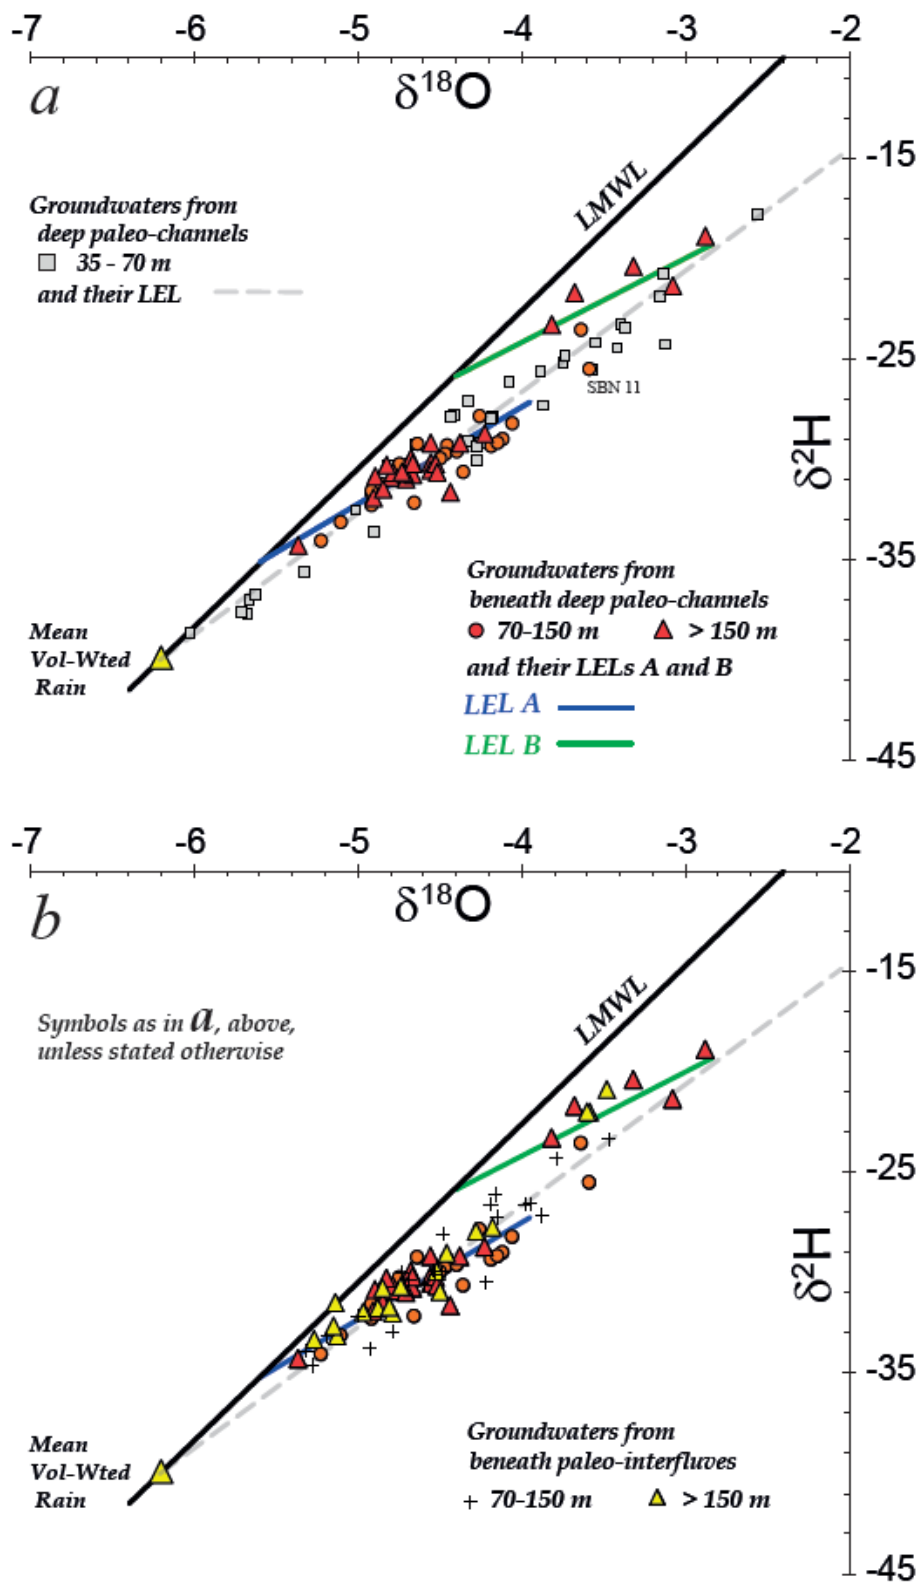 -7 -6 -5 -4 -3 -2
a
δ18O
-15
LMWL
Groundwaters from
deep paleo-channels
35 - 70 m
and their LEL
-25
SBN 11
δ2H
-35
Groundwaters from
beneath deep paleo-channels
70-150 m > 150 m
and their LELs A and B
LEL A
LEL B
Mean
Vol-Wted
Rain
-45
-7 -6 -5 -4 -3 -2
b
δ18O
-15
LMWL
Symbols as in a, above,
unless stated otherwise
-25
δ2H
-35
Mean
Vol-Wted
Rain
Groundwaters from
beneath paleo-interfluves
70-150 m > 150 m
-45